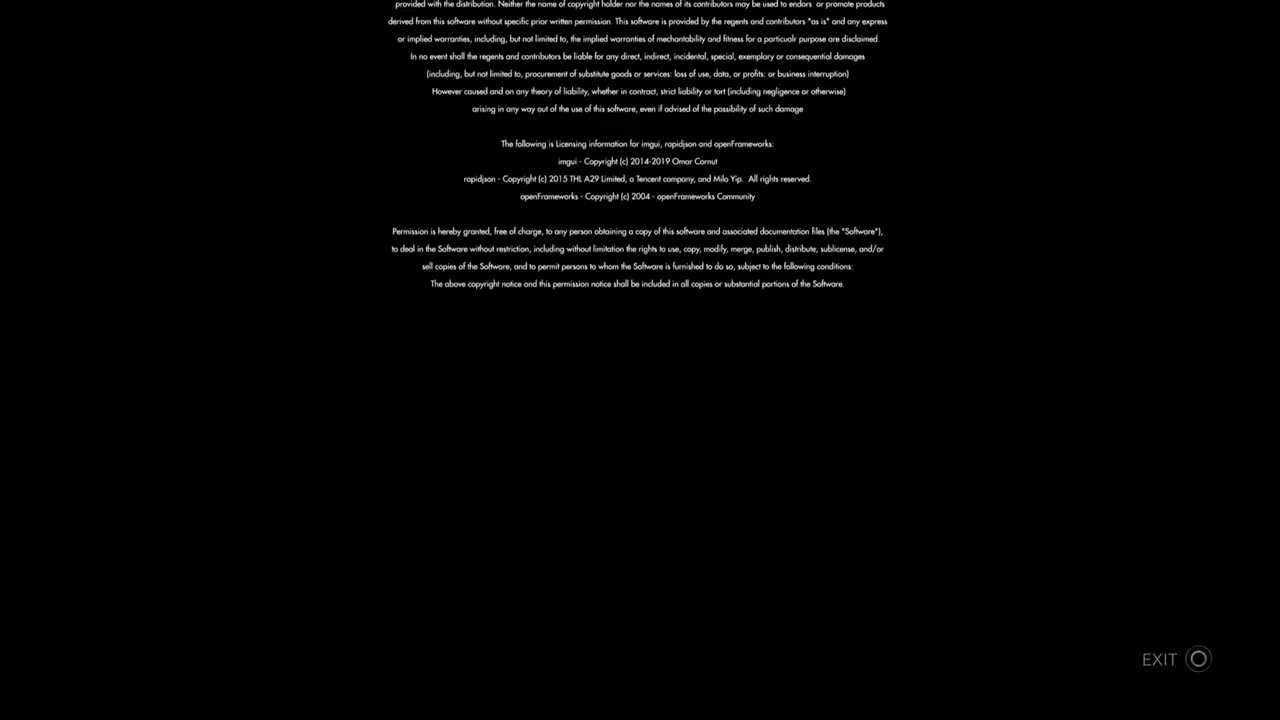 provided with the distribution. Neither the name of copyright holder nor the names of its contributors may be used to endors  or promote products
derived from this software without specific prior written permission. This software is provided by the regents and contributors "as is" and any express
or implied warranties, including, but not limited to, the implied warranties of mechantability and fitness for a particualr purpose are disclaimed.
In no event shall the regents and contributors be liable for any direct, indirect, incidental, special, exemplary or consequential damages
(including, but not limited to, procurement of substitute goods or services: loss of use, data, or profits: or business interruption)
However caused and on any theory of liability, whether in contract, strict liability or tort (including negligence or otherwise)
arising in any way out of the use of this software, even if advised of the possibility of such damage
The following is Licensing information for imgui, rapidjson and openFrameworks:
imgui - Copyright (c) 2014-2019 Omar Cornut
rapidjson - Copyright (c) 2015 THL A29 Limited, a Tencent company, and Milo Yip.  All rights reserved.
openFrameworks - Copyright (c) 2004 - openFrameworks Community
Permission is hereby granted, free of charge, to any person obtaining a copy of this software and associated documentation files (the "Software"),
to deal in the Software without restriction, including without limitation the rights to use, copy, modify, merge, publish, distribute, sublicense, and/or
sell copies of the Software, and to permit persons to whom the Software is furnished to do so, subject to the following conditions:
The above copyright notice and this permission notice shall be included in all copies or substantial portions of the Software.
EXIT